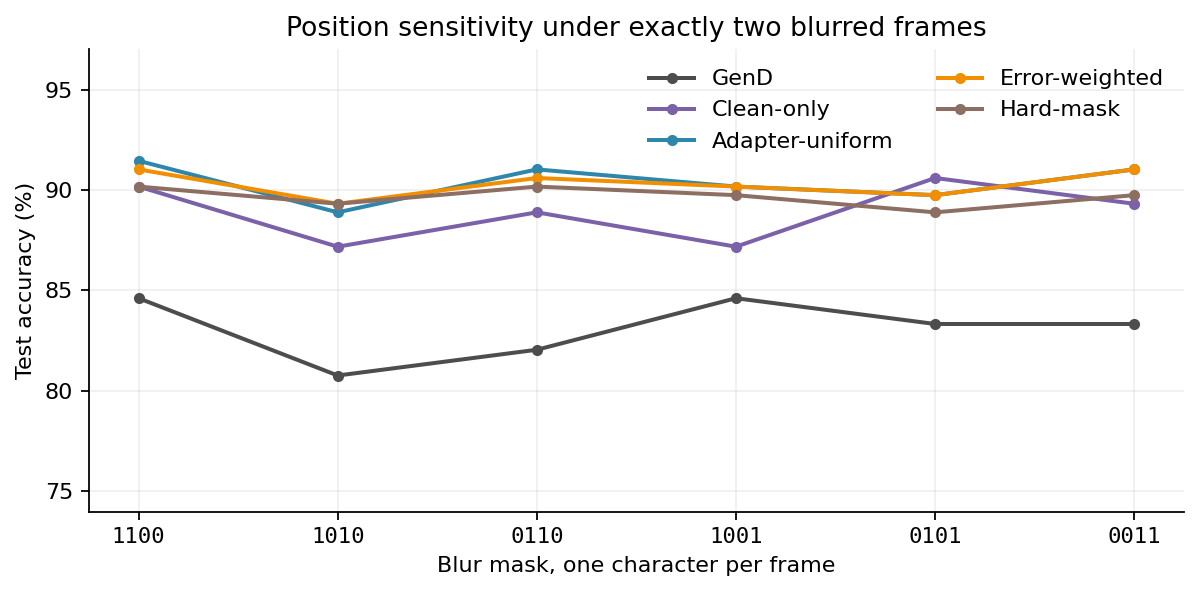 Position sensitivity under exactly two blurred frames
GenD
Clean-only
Adapter-uniform
Error-weighted
Hard-mask
Test accuracy (%)
95
90
85
80
75
1100
1010
0110
1001
0101
0011
Blur mask, one character per frame